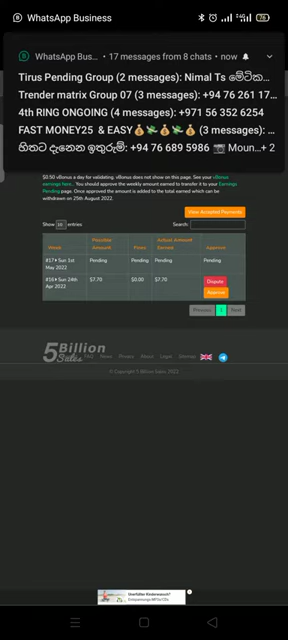 WhatsApp Business
76
WhatsApp Bus... • 17 messages from 8 chats • now
Tirus Pending Group (2 messages): Nimal Ts මේටික...
Trender matrix Group 07 (3 messages): +94 76 261 17...
4th RING ONGOING (4 messages): +971 56 352 6254
FAST MONEY25 & EASY💰💸💰💸💰 (3 messages): ...
හිතට දැනෙන ඉතුරුම්: +94 76 689 5986 📷 Moun... + 2
$0.50 vBonus a day for validating. vBonus does not show on this page. See your vBonus
earnings here. You should approve the weekly amount to transfer it to your Earnings
Pending page. Once approved the amount is added to the total earned which can be
withdrawn on 25th August 2022.
View Accepted Payments
Show 10 entries Search:
Week Pending Amount Fines Actual Amount Earned Approve
#17 Sun 1st May 2022 Pending Pending Pending Pending
#16 Sun 24th Apr 2022 $7.70 $0.00 $7.70 Dispute
Approve
Previous 1 Next
5Billion Sales FAQ News Privacy About Login Sitemap
© Copyright 5Billion Sales, 2022